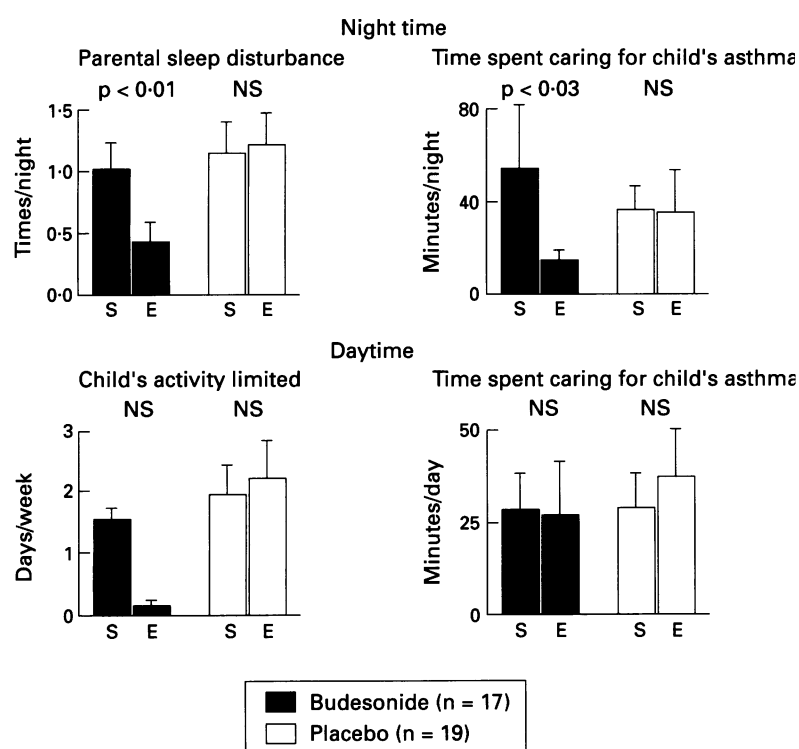 Night time
Parental sleep disturbance
p < 0·01 NS
Times/night
1·5
1·0
0·5
0·0
S E S E
Time spent caring for child's asthma
p < 0·03 NS
Minutes/night
80
40
0
S E S E
Daytime
Child's activity limited
NS NS
Days/week
3
2
1
0
S E S E
Time spent caring for child's asthma
NS NS
Minutes/day
50
25
0
S E S E
Budesonide (n = 17)
Placebo (n = 19)